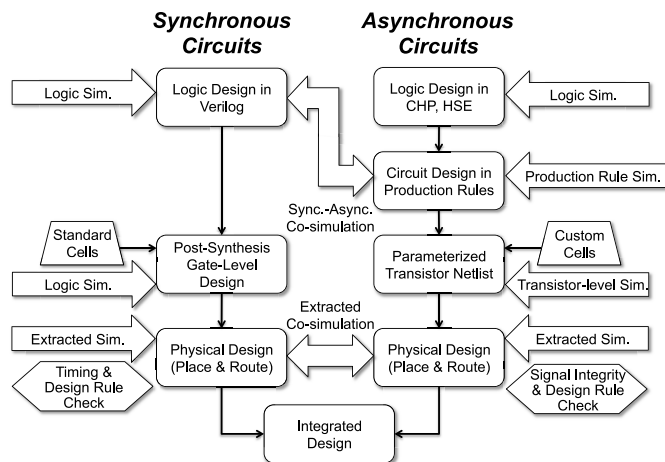 Synchronous
Circuits
Asynchronous
Circuits
Logic Sim.
Logic Design in
Verilog
Logic Design in
CHP, HSE
Logic Sim.
Circuit Design in
Production Rules
Production Rule Sim.
Sync.-Async.
Co-simulation
Standard
Cells
Post-Synthesis
Gate-Level
Design
Parameterized
Transistor Netlist
Custom
Cells
Logic Sim.
Transistor-level Sim.
Extracted
Co-simulation
Extracted Sim.
Physical Design
(Place & Route)
Physical Design
(Place & Route)
Extracted Sim.
Timing &
Design Rule
Check
Signal Integrity
& Design Rule
Check
Integrated
Design